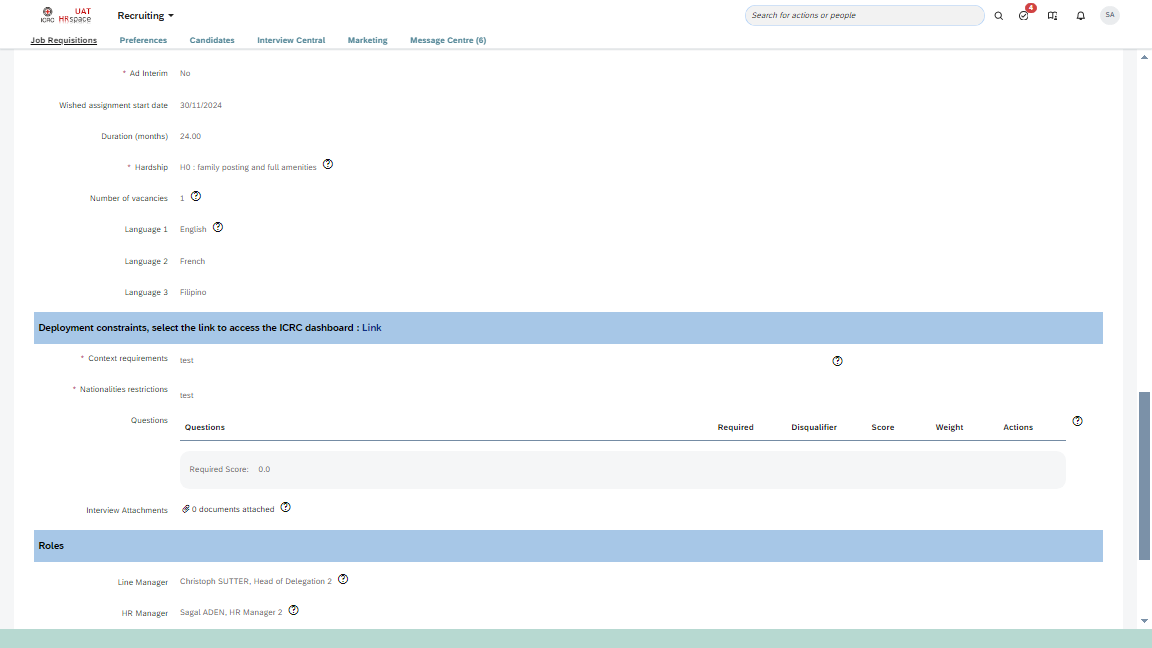 ICRC
UAT
HRspace
Recruiting
Search for actions or people
4
SA
Job Requisitions Preferences Candidates Interview Central Marketing Message Centre (6)
* Ad Interim No
Wished assignment start date 30/11/2024
Duration (months) 24.00
* Hardship H0 : family posting and full amenities
Number of vacancies 1
Language 1 English
Language 2 French
Language 3 Filipino
Deployment constraints, select the link to access the ICRC dashboard : Link
* Context requirements test
* Nationalities restrictions test
Questions
Questions Required Disqualifier Score Weight Actions
Required Score: 0.0
Interview Attachments 0 documents attached
Roles
Line Manager Christoph SUTTER, Head of Delegation 2
HR Manager Sagal ADEN, HR Manager 2